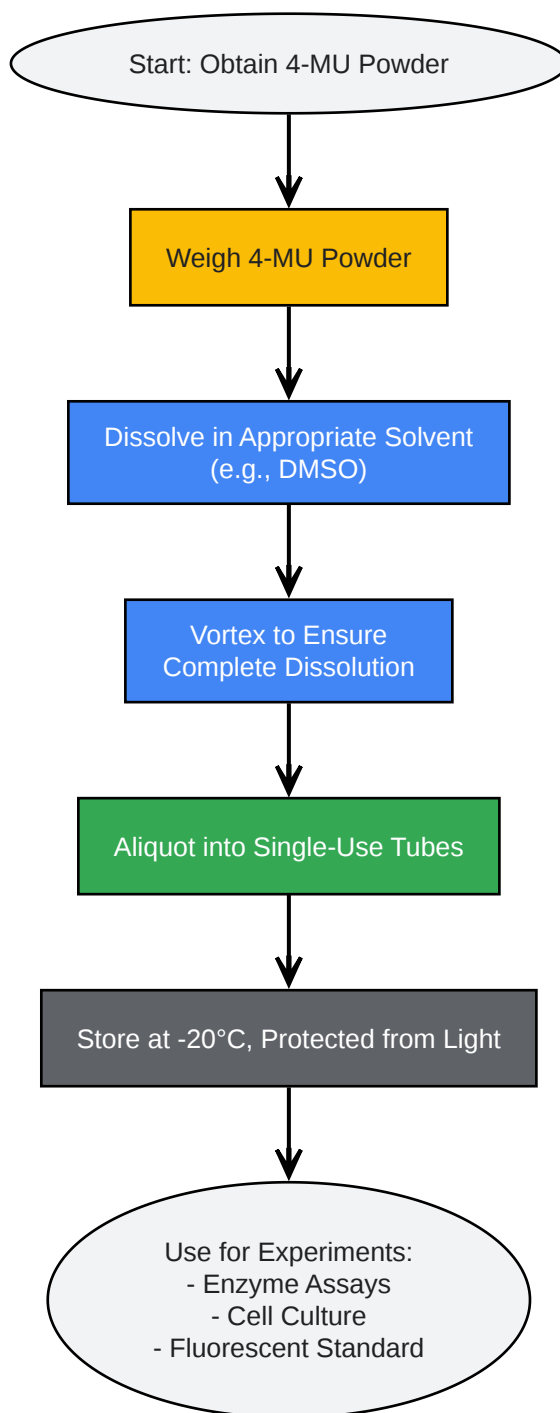 Start: Obtain 4-MU Powder
Weigh 4-MU Powder
Dissolve in Appropriate Solvent
(e.g., DMSO)
Vortex to Ensure
Complete Dissolution
Aliquot into Single-Use Tubes
Store at -20°C, Protected from Light
Use for Experiments:
- Enzyme Assays
- Cell Culture
- Fluorescent Standard